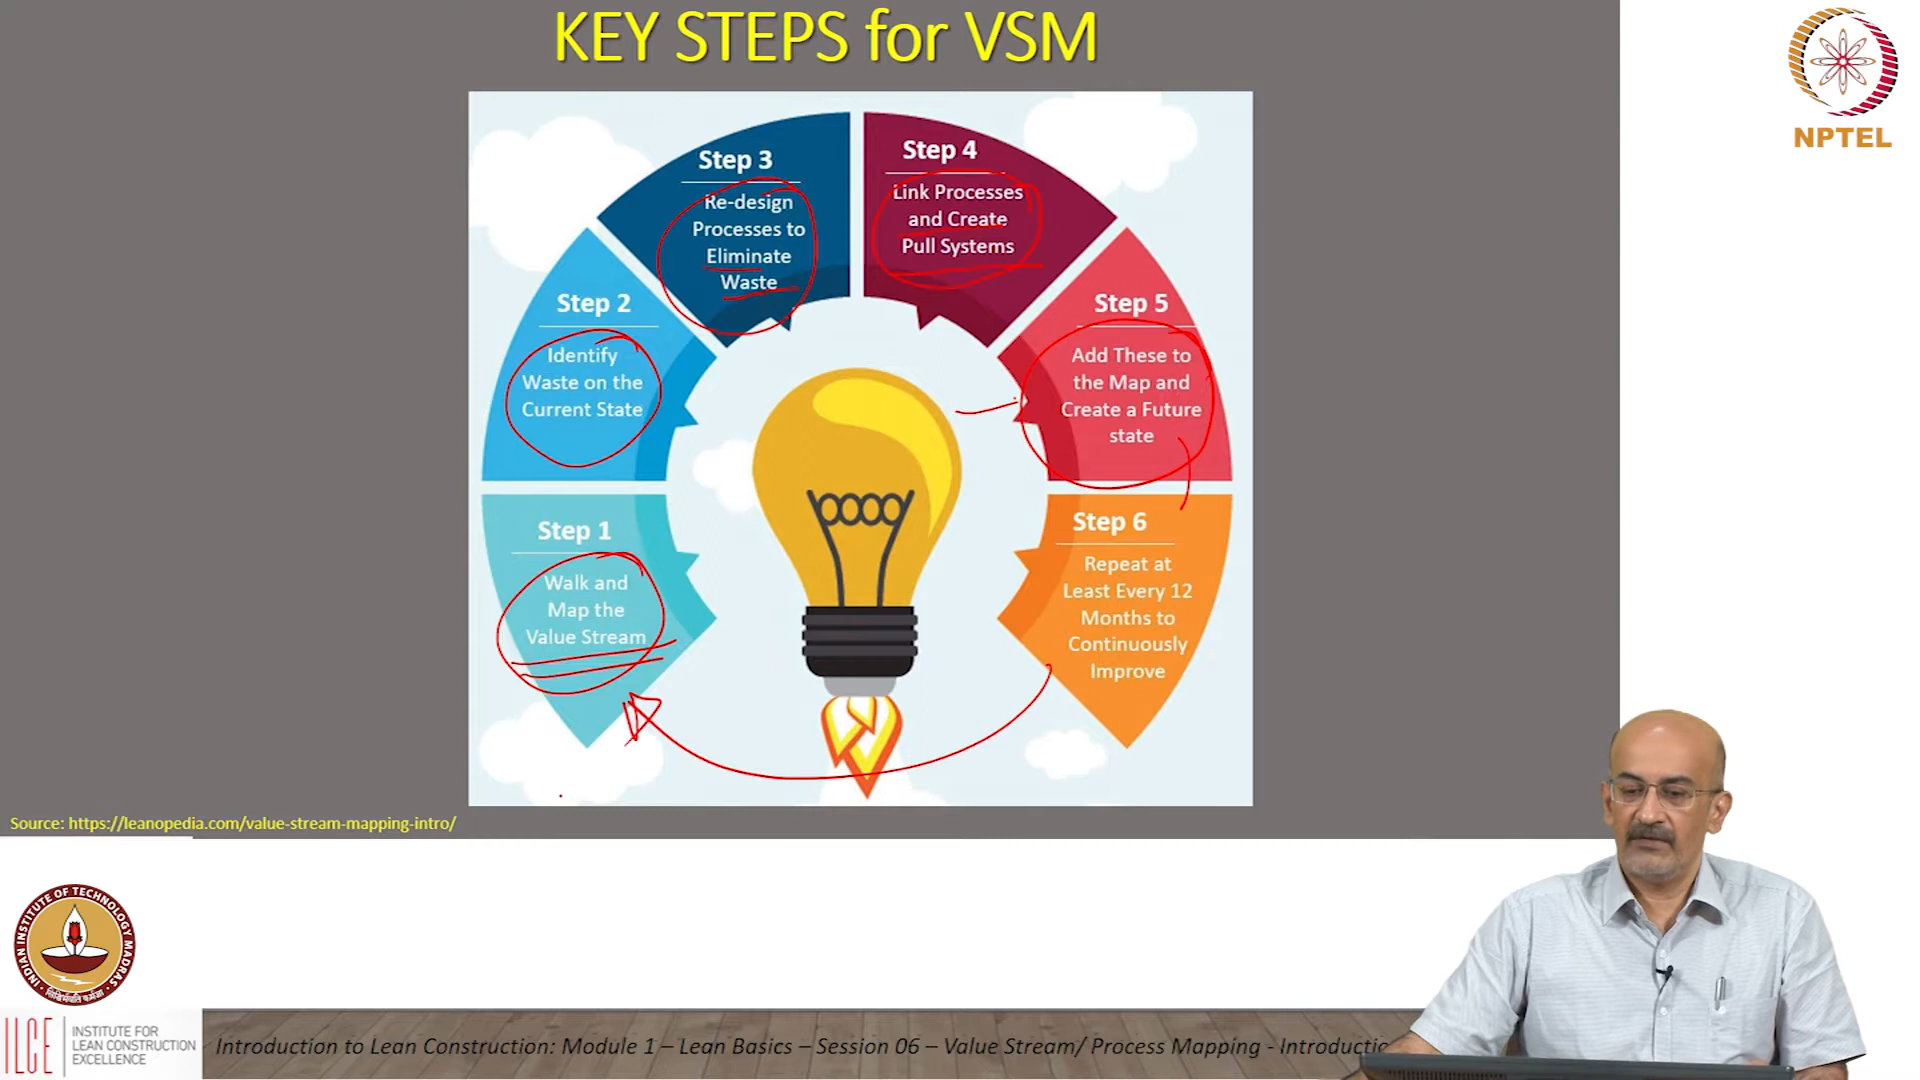 KEY STEPS for VSM
NPTEL
Step 1
Walk and
Map the
Value Stream
Step 2
Identify
Waste on the
Current State
Step 3
Re-design
Processes to
Eliminate
Waste
Step 4
Link Processes
and Create
Pull Systems
Step 5
Add These to
the Map and
Create a Future
state
Step 6
Repeat at
Least Every 12
Months to
Continuously
Improve
Source: https://leanopedia.com/value-stream-mapping-intro/
INDIAN INSTITUTE OF TECHNOLOGY MADRAS
ILCE
INSTITUTE FOR
LEAN CONSTRUCTION
EXCELLENCE
Introduction to Lean Construction: Module 1 – Lean Basics – Session 06 – Value Stream/ Process Mapping - Introductio